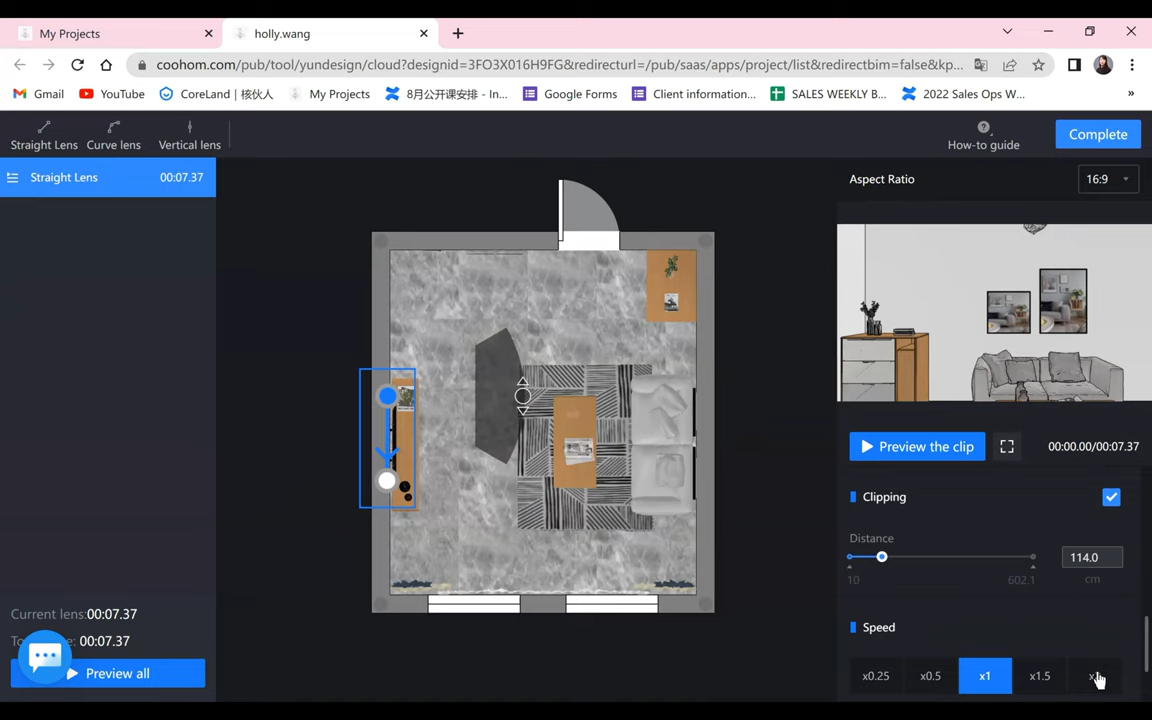 My Projects
holly.wang
coohom.com/pub/tool/yundesign/cloud?designid=3FO3X016H9FG&redirecturl=/pub/saas/apps/project/list&redirectbim=false&kp...
Gmail
YouTube
CoreLand | 核伙人
My Projects
8月公开课安排 - In...
Google Forms
Client information...
SALES WEEKLY B...
2022 Sales Ops W...
»
Straight Lens
Curve lens
Vertical lens
How-to guide
Complete
Straight Lens 00:07.37
Aspect Ratio
16:9
Preview the clip
00:00.00/00:07.37
Clipping
Distance
114.0
10
602.1
cm
Speed
x0.25
x0.5
x1
x1.5
Current lens:00:07.37
00:07.37
Preview all